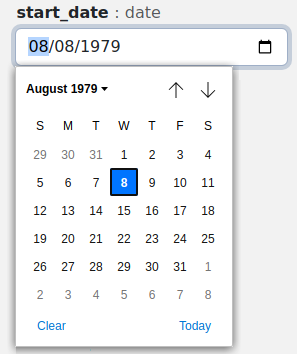 start_date : date
08/08/1979
August 1979
S M T W T F S
29 30 31 1 2 3 4
5 6 7 8 9 10 11
12 13 14 15 16 17 18
19 20 21 22 23 24 25
26 27 28 29 30 31 1
2 3 4 5 6 7 8
Clear Today